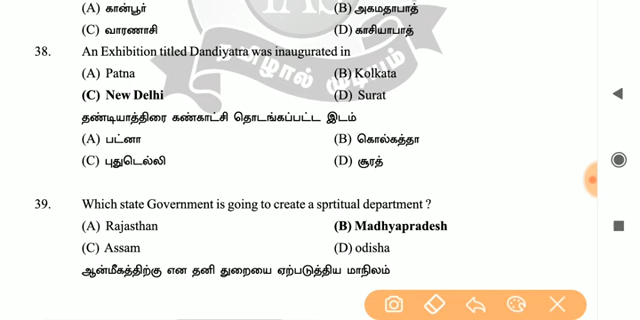 (A) கான்பூர் (B) அகமதாபாத்
(C) வாரணாசி (D) காசியாபாத்
38. An Exhibition titled Dandiyatra was inaugurated in
(A) Patna (B) Kolkata
(C) New Delhi (D) Surat
தண்டியாத்திரை கண்காட்சி தொடங்கப்பட்ட இடம்
(A) பட்னா (B) கொல்கத்தா
(C) புதுடெல்லி (D) சூரத்
39. Which state Government is going to create a sprtitual department ?
(A) Rajasthan (B) Madhyapradesh
(C) Assam (D) odisha
ஆன்மீகத்திற்கு என தனி துறையை ஏற்படுத்திய மாநிலம்